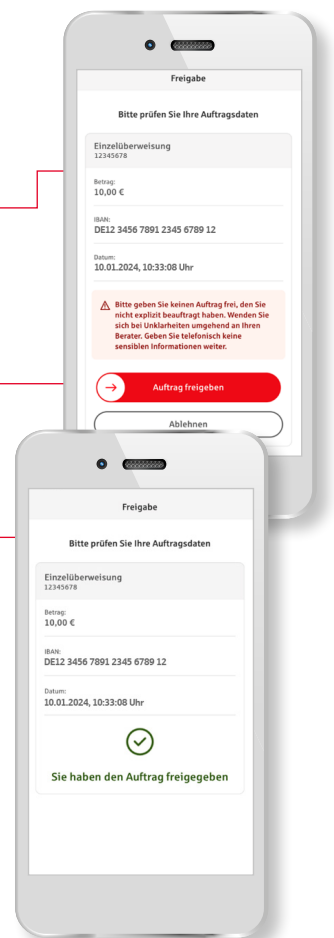 Freigabe
Bitte prüfen Sie Ihre Auftragsdaten
Einzelüberweisung
12345678
Betrag:
10,00 €
IBAN:
DE12 3456 7891 2345 6789 12
Datum:
10.01.2024, 10:33:08 Uhr
Bitte geben Sie keinen Auftrag frei, den Sie
nicht explizit beauftragt haben. Wenden Sie
sich bei Unklarheiten umgehend an Ihren
Berater. Geben Sie telefonisch keine
sensiblen Informationen weiter.
Auftrag freigeben
Ablehnen
Freigabe
Bitte prüfen Sie Ihre Auftragsdaten
Einzelüberweisung
12345678
Betrag:
10,00 €
IBAN:
DE12 3456 7891 2345 6789 12
Datum:
10.01.2024, 10:33:08 Uhr
Sie haben den Auftrag freigegeben